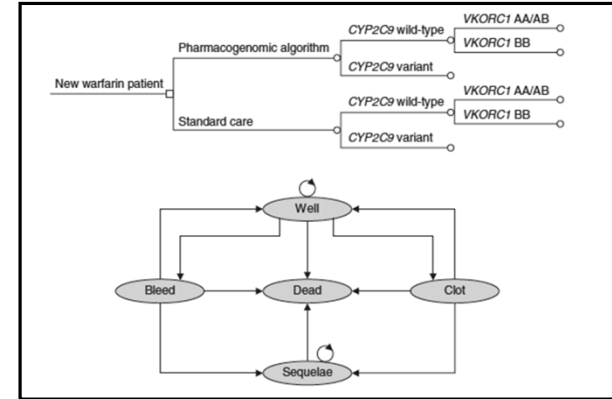 VKORC1 AA/AB
CYP2C9 wild-type
VKORC1 BB
Pharmacogenomic algorithm
CYP2C9 variant
New warfarin patient
VKORC1 AA/AB
CYP2C9 wild-type
VKORC1 BB
Standard care
CYP2C9 variant
Well
Bleed Dead Clot
Sequelae